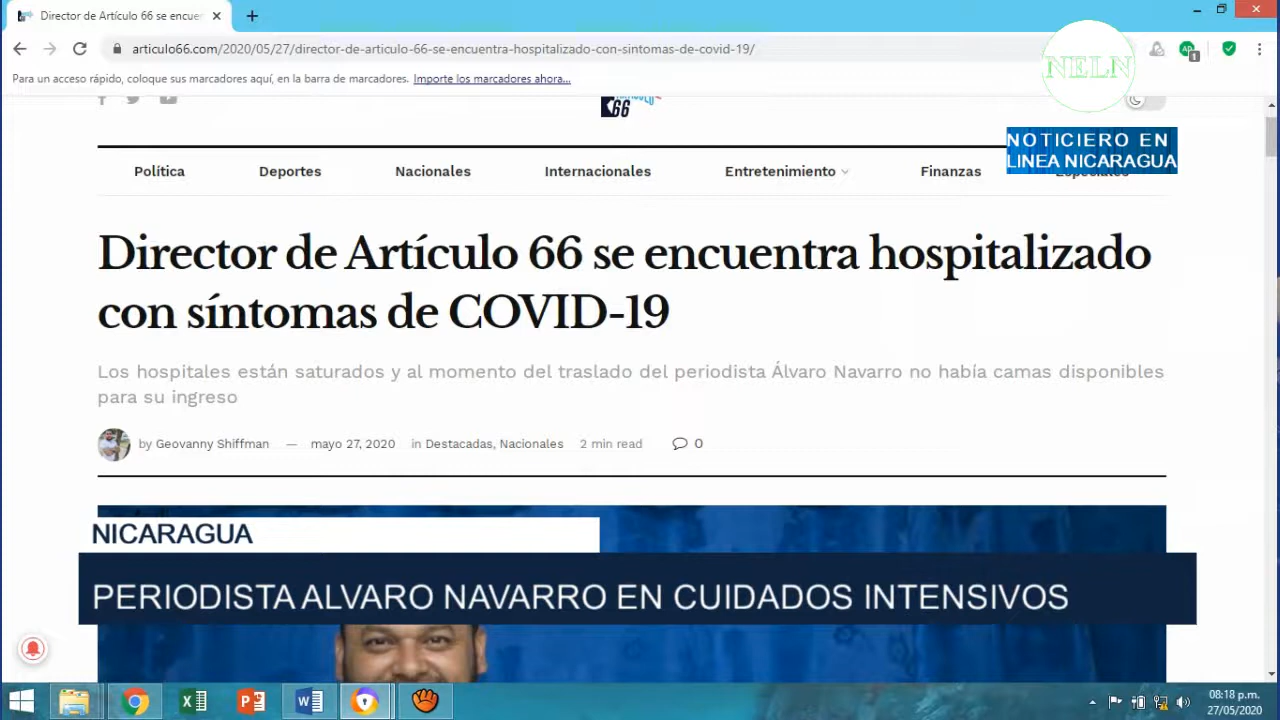 Director de Artículo 66 se encuer
articulo66.com/2020/05/27/director-de-articulo-66-se-encuentra-hospitalizado-con-sintomas-de-covid-19/
AD
1
Para un acceso rápido, coloque sus marcadores aquí, en la barra de marcadores. Importe los marcadores ahora...
NELN
66
NOTICIERO EN
LINEA NICARAGUA
Política Deportes Nacionales Internacionales Entretenimiento Finanzas Especiales
Director de Artículo 66 se encuentra hospitalizado
con síntomas de COVID-19
Los hospitales están saturados y al momento del traslado del periodista Álvaro Navarro no había camas disponibles
para su ingreso
by Geovanny Shiffman — mayo 27, 2020 in Destacadas, Nacionales 2 min read 0
NICARAGUA
PERIODISTA ALVARO NAVARRO EN CUIDADOS INTENSIVOS
08:18 p.m.
27/05/2020